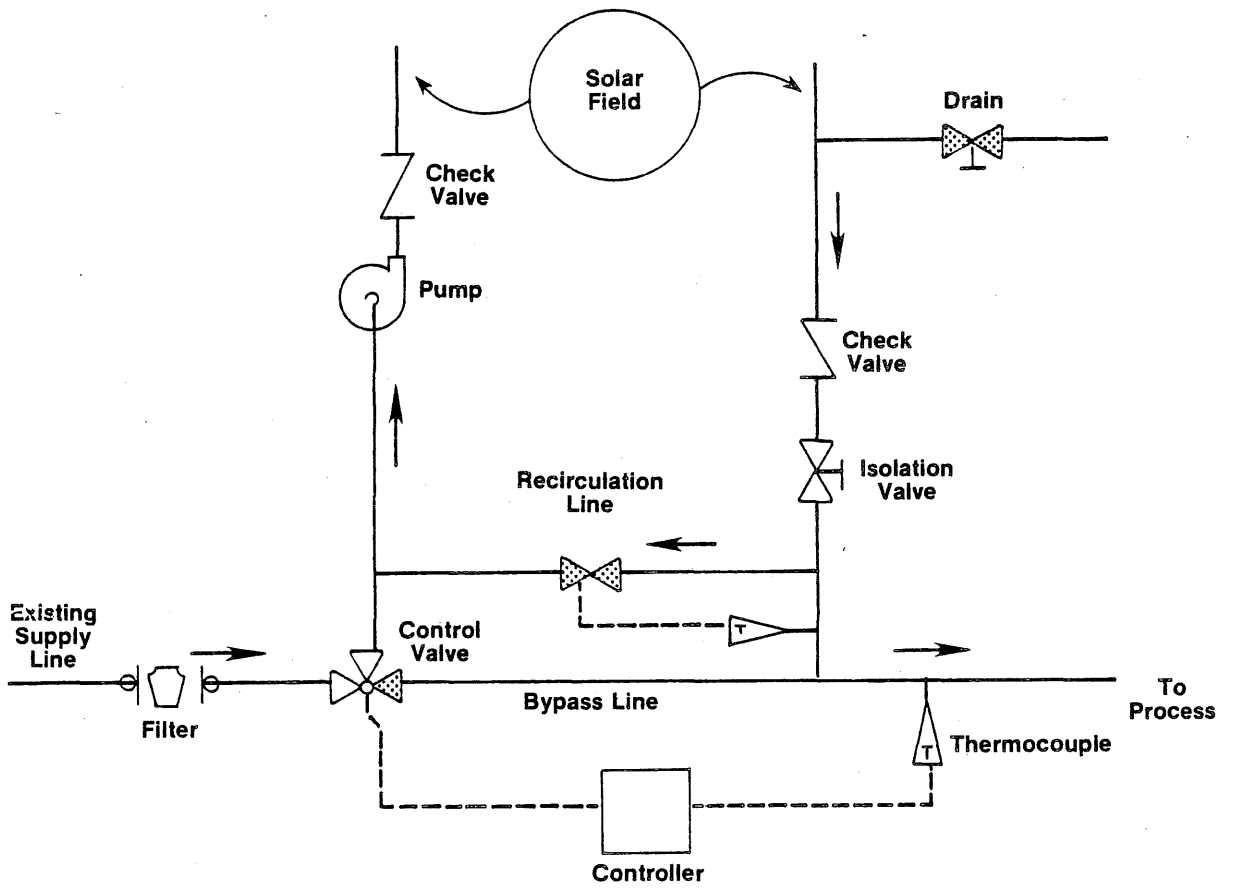 Solar
Field
Drain
Check
Valve
Pump
Check
Valve
Recirculation
Line
Isolation
Valve
Existing
Supply
Line
Control
Valve
T
Filter
Bypass Line
To
Process
T
Thermocouple
Controller